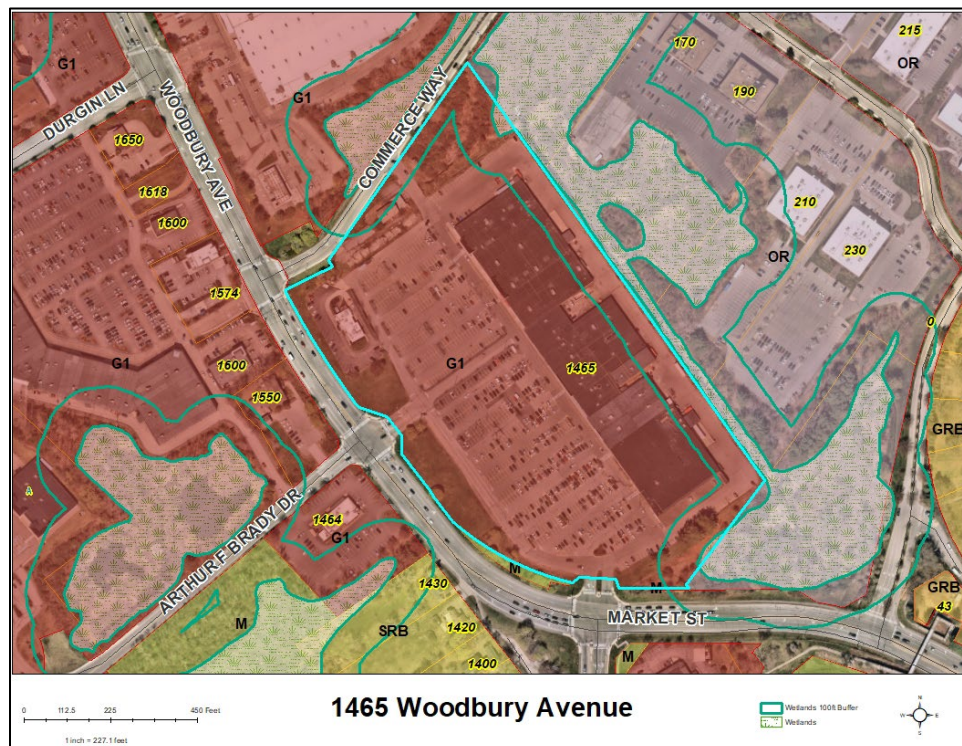 215
170
OR
G1
190
DURGIN LN
WOODBURY AVE
G1
COMMERCE WAY
1650
1618
1600
210
230
OR
1574
0
G1
1600
G1
1465
1550
GRB
A
1464
G1
ARTHUR F BRADY DR
1430
M
M
GRB
43
M
SRB
1420
MARKET ST
1400
M
0 112.5 225 450 Feet
1 inch = 227.1 feet
1465 Woodbury Avenue
Wetlands 100ft Buffer
Wetlands
N
W E
S